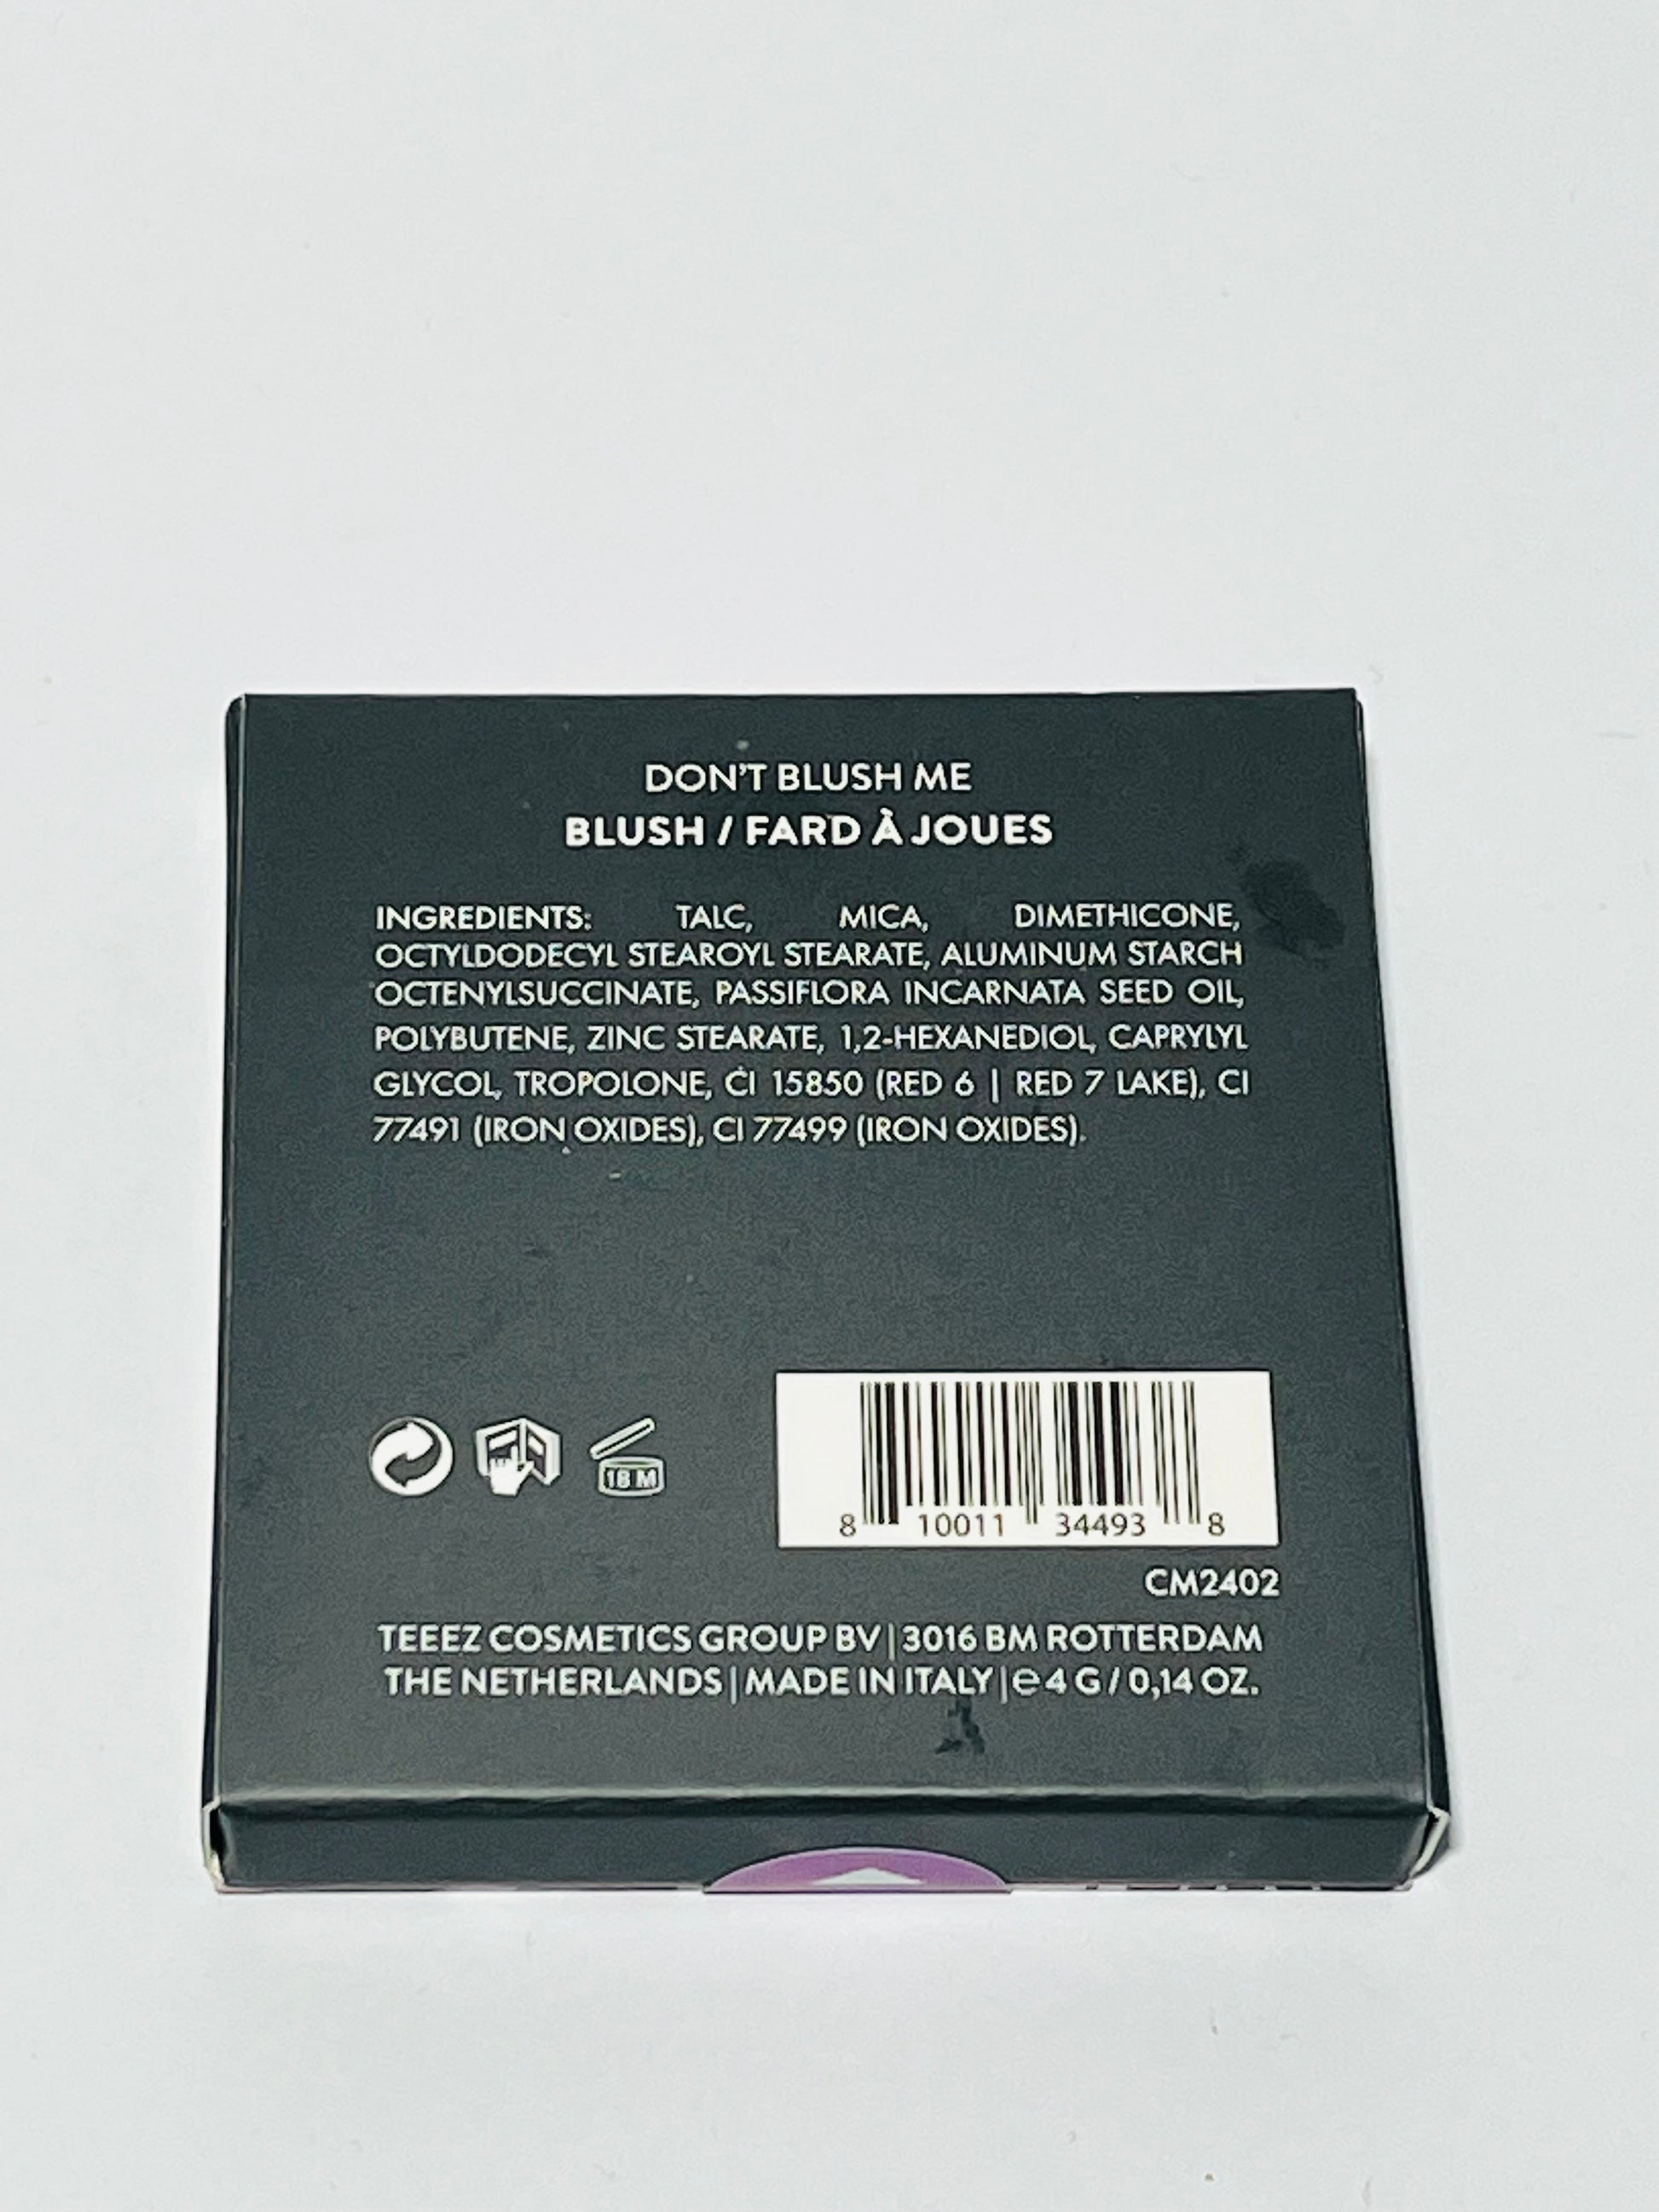 DON'T BLUSH ME
BLUSH / FARD À JOUES
INGREDIENTS: TALC, MICA, DIMETHICONE,
OCTYLDODECYL STEAROYL STEARATE, ALUMINUM STARCH
OCTENYLSUCCINATE, PASSIFLORA INCARNATA SEED OIL,
POLYBUTENE, ZINC STEARATE, 1,2-HEXANEDIOL, CAPRYLYL
GLYCOL, TROPOLONE, CI 15850 (RED 6 | RED 7 LAKE), CI
77491 (IRON OXIDES), CI 77499 (IRON OXIDES).
18 M
8 10011 34493 8
CM2402
TEEEZ COSMETICS GROUP BV | 3016 BM ROTTERDAM
THE NETHERLANDS | MADE IN ITALY | ℮ 4 G / 0,14 OZ.